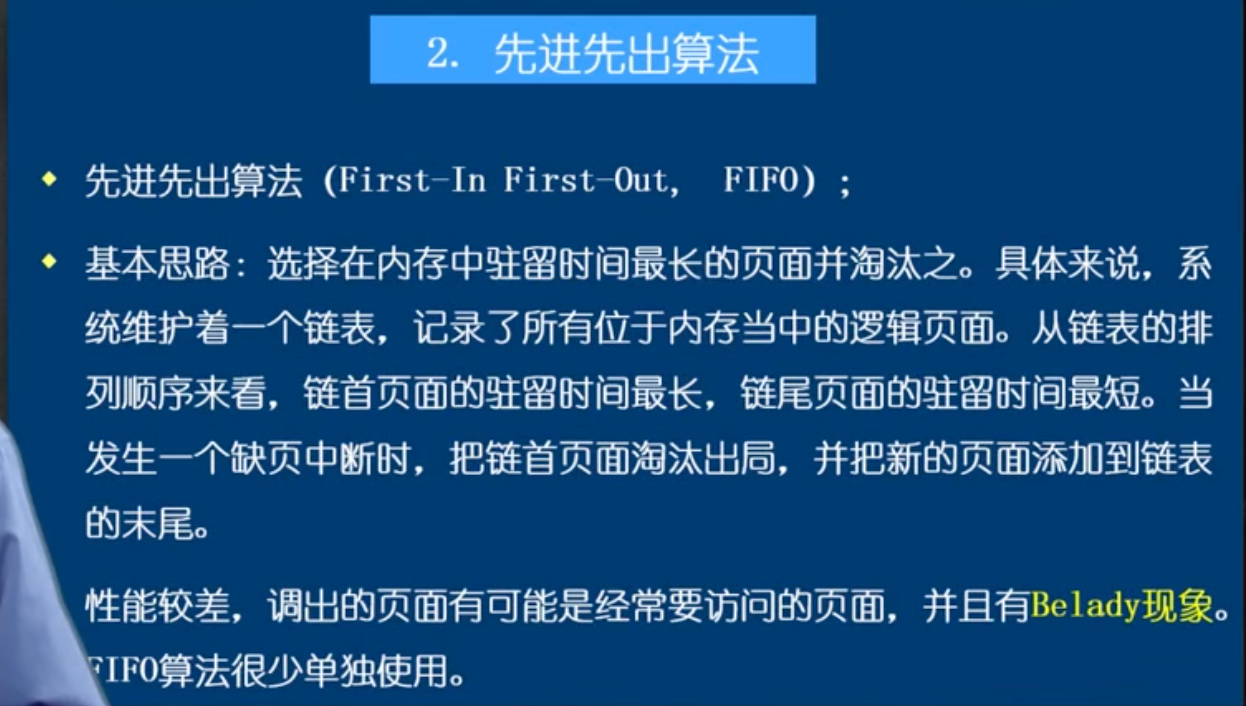 2. 先进先出算法
先进先出算法（First-In First-Out, FIFO）；
基本思路：选择在内存中驻留时间最长的页面并淘汰之。具体来说，系
统维护着一个链表，记录了所有位于内存当中的逻辑页面。从链表的排
列顺序来看，链首页面的驻留时间最长，链尾页面的驻留时间最短。当
发生一个缺页中断时，把链首页面淘汰出局，并把新的页面添加到链表
的末尾。
性能较差，调出的页面有可能是经常要访问的页面，并且有Belady现象。
FIFO算法很少单独使用。